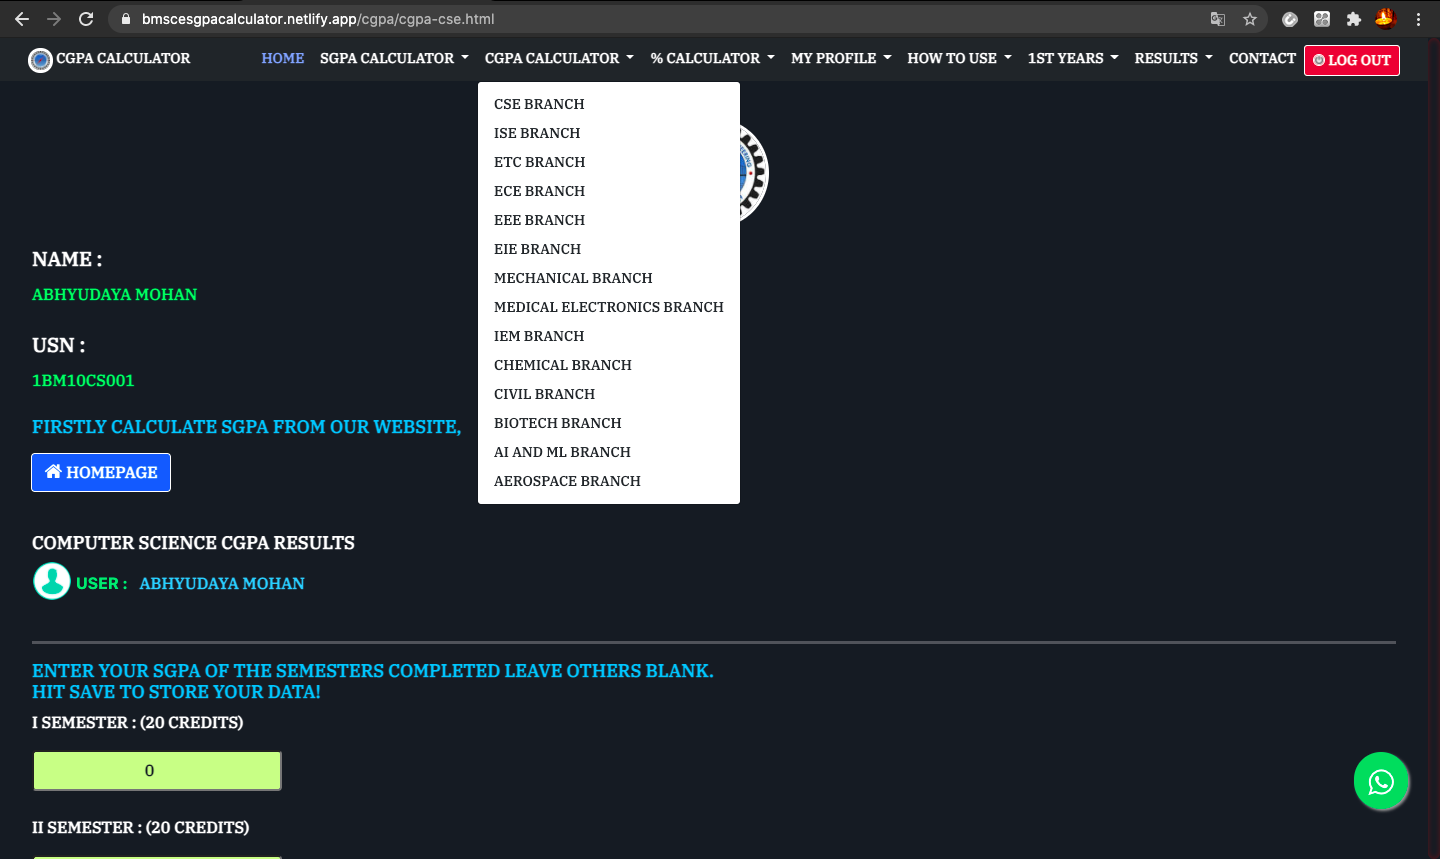 bmscesgpacalculator.netlify.app/cgpa/cgpa-cse.html
CGPA CALCULATOR HOME SGPA CALCULATOR CGPA CALCULATOR % CALCULATOR MY PROFILE HOW TO USE 1ST YEARS RESULTS CONTACT LOG OUT
CSE BRANCH
ISE BRANCH
ETC BRANCH
ECE BRANCH
EEE BRANCH
EIE BRANCH
MECHANICAL BRANCH
MEDICAL ELECTRONICS BRANCH
IEM BRANCH
CHEMICAL BRANCH
CIVIL BRANCH
BIOTECH BRANCH
AI AND ML BRANCH
AEROSPACE BRANCH
NAME :
ABHYUDAYA MOHAN
USN :
1BM10CS001
FIRSTLY CALCULATE SGPA FROM OUR WEBSITE,
HOMEPAGE
COMPUTER SCIENCE CGPA RESULTS
USER : ABHYUDAYA MOHAN
ENTER YOUR SGPA OF THE SEMESTERS COMPLETED LEAVE OTHERS BLANK.
HIT SAVE TO STORE YOUR DATA!
I SEMESTER : (20 CREDITS)
0
II SEMESTER : (20 CREDITS)